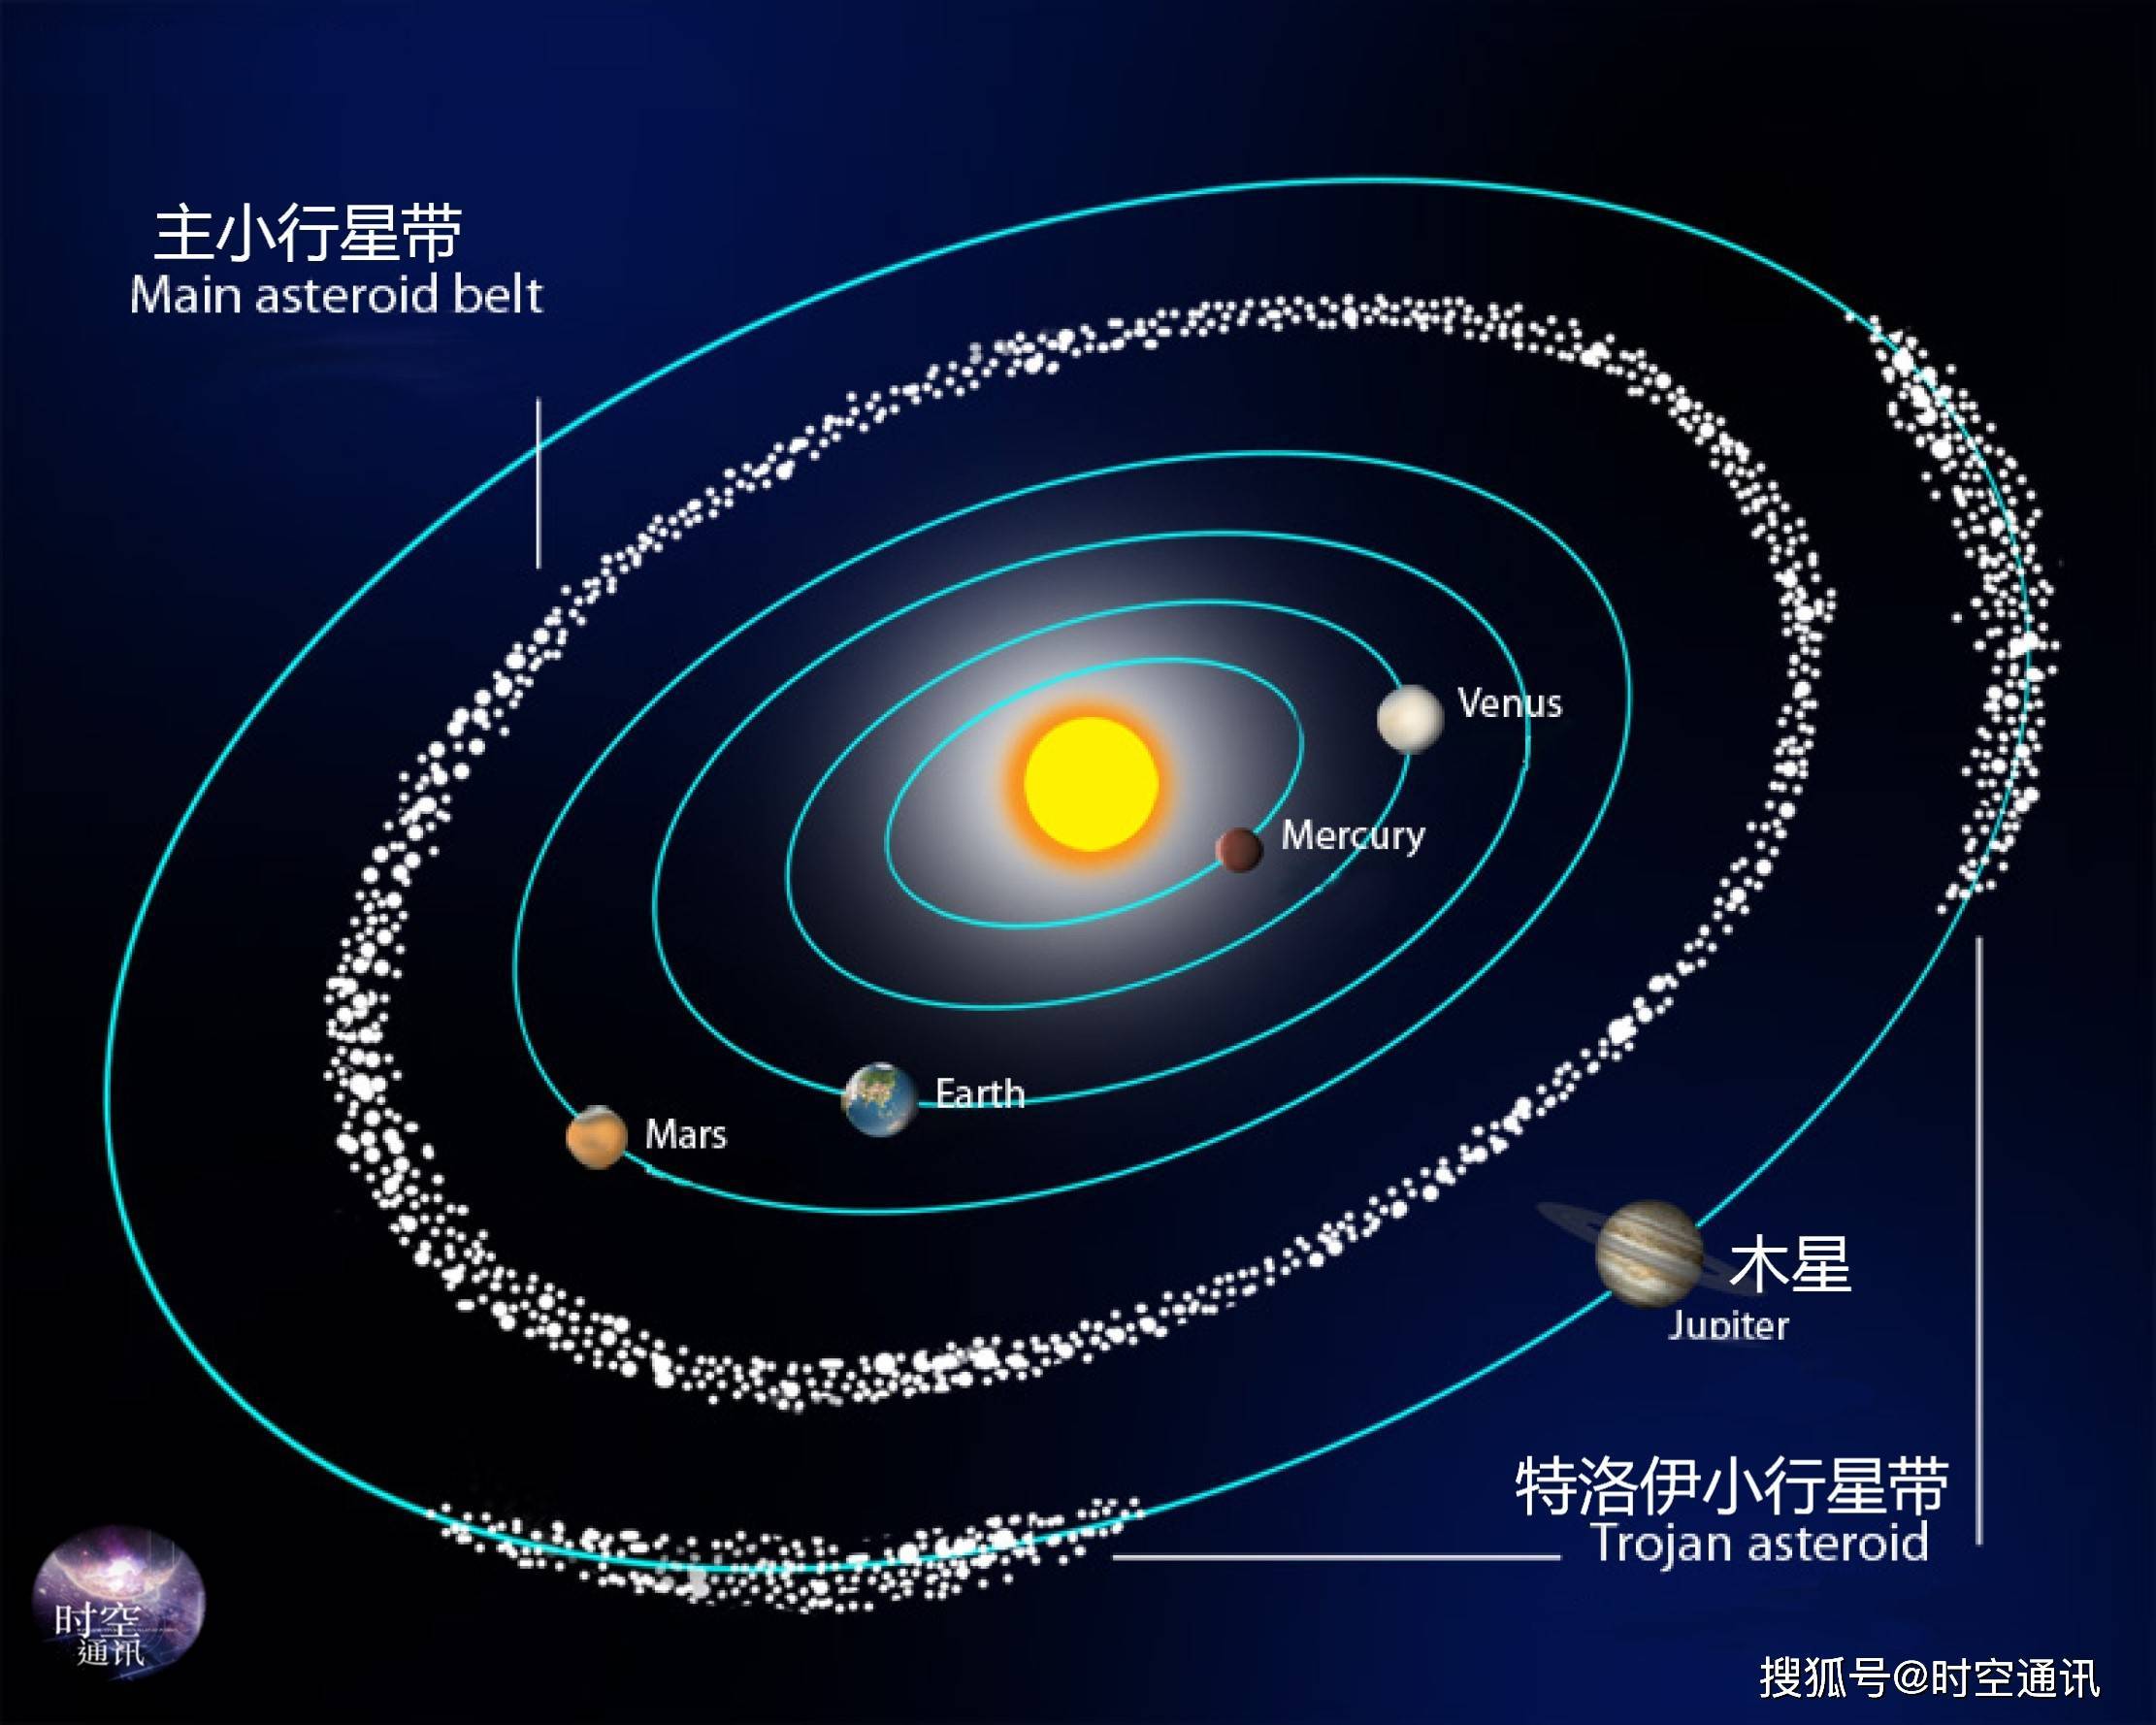 主小行星带
Main asteroid belt
Venus
Mercury
Earth
Mars
木星
Jupiter
特洛伊小行星带
Trojan asteroid
时空
通讯
搜狐号@时空通讯